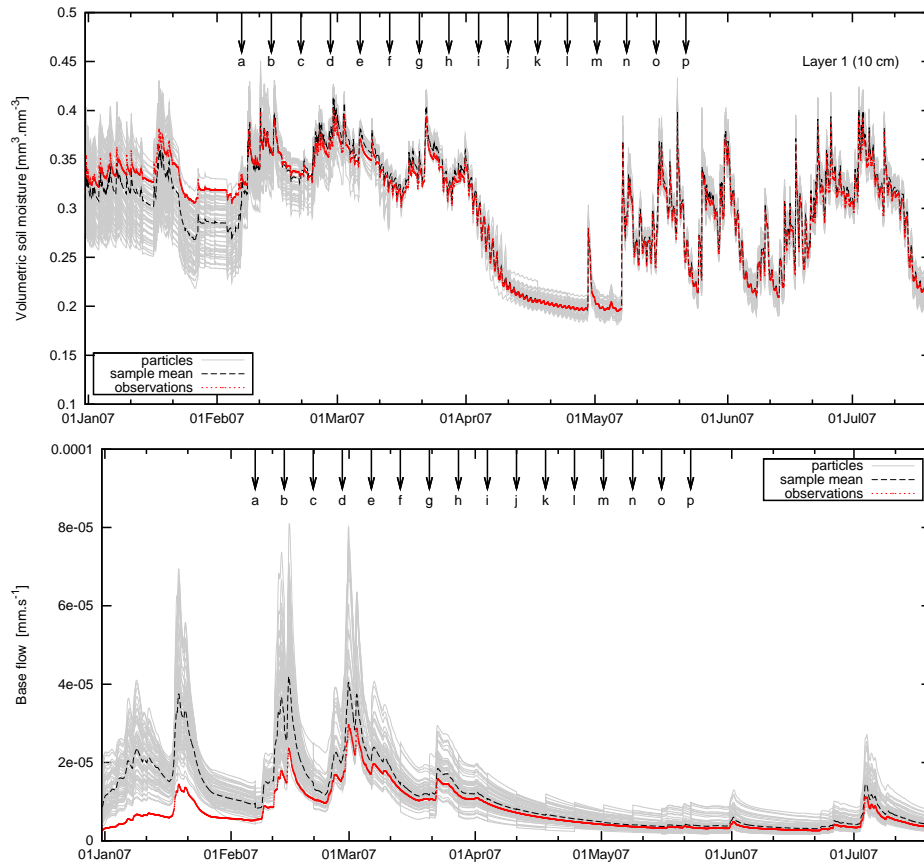 0.5
0.45
0.4
0.35
0.3
0.25
0.2
0.15
0.1
Volumetric soil moisture [mm³.mm⁻³]
a b c d e f g h i j k l m n o p
Layer 1 (10 cm)
particles
sample mean
observations
01Jan07 01Feb07 01Mar07 01Apr07 01May07 01Jun07 01Jul07
0.0001
8e-05
6e-05
4e-05
2e-05
0
Base flow [mm.s⁻¹]
a b c d e f g h i j k l m n o p
particles
sample mean
observations
01Jan07 01Feb07 01Mar07 01Apr07 01May07 01Jun07 01Jul07